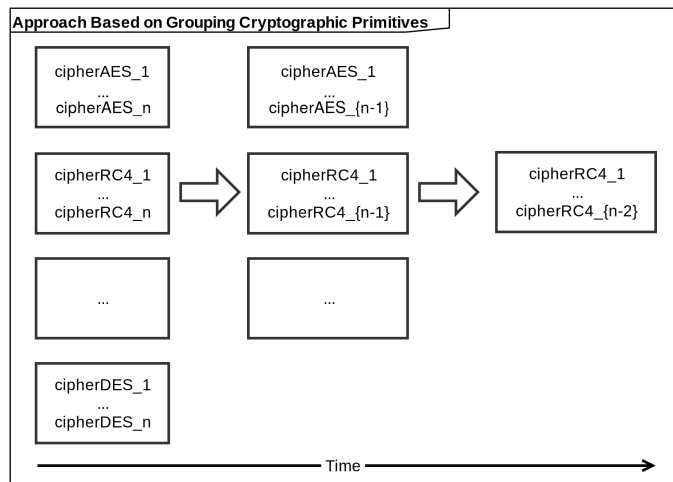 Approach Based on Grouping Cryptographic Primitives
cipherAES_1
...
cipherAES_n
cipherAES_1
...
cipherAES_{n-1}
cipherRC4_1
...
cipherRC4_n
cipherRC4_1
...
cipherRC4_{n-1}
cipherRC4_1
...
cipherRC4_{n-2}
...
...
cipherDES_1
...
cipherDES_n
Time